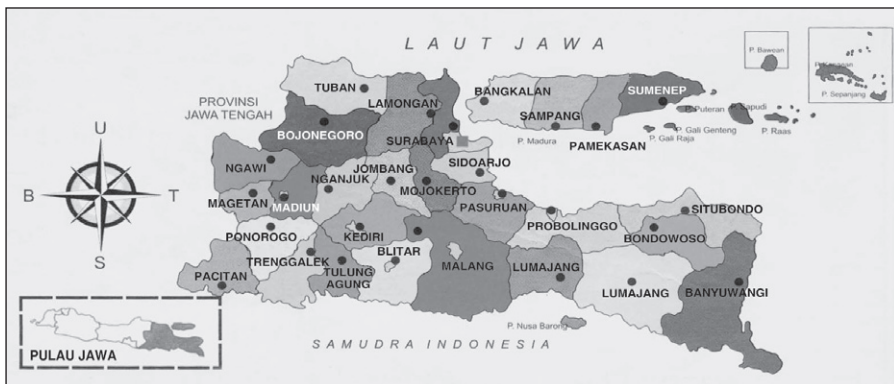 LAUT JAWA
P. Bawean
P. Sepanjang
TUBAN
LAMONGAN
BANGKALAN
SUMENEP
PROVINSI
JAWA TENGAH
SAMPANG
P. Puteran
P. Sapudi
BOJONEGORO
P. Gali Genteng
P. Raas
SURABAYA
P. Madura
P. Gali Raja
PAMEKASAN
U
B
T
S
NGAWI
JOMBANG
SIDOARJO
NGANJUK
MOJOKERTO
MAGETAN
MADIUN
PASURUAN
SITUBONDO
PONOROGO
KEDIRI
PROBOLINGGO
BONDOWOSO
TRENGGALEK
BLITAR
PACITAN
TULUNG
AGUNG
MALANG
LUMAJANG
LUMAJANG
BANYUWANGI
P. Nusa Barong
SAMUDRA INDONESIA
PULAU JAWA